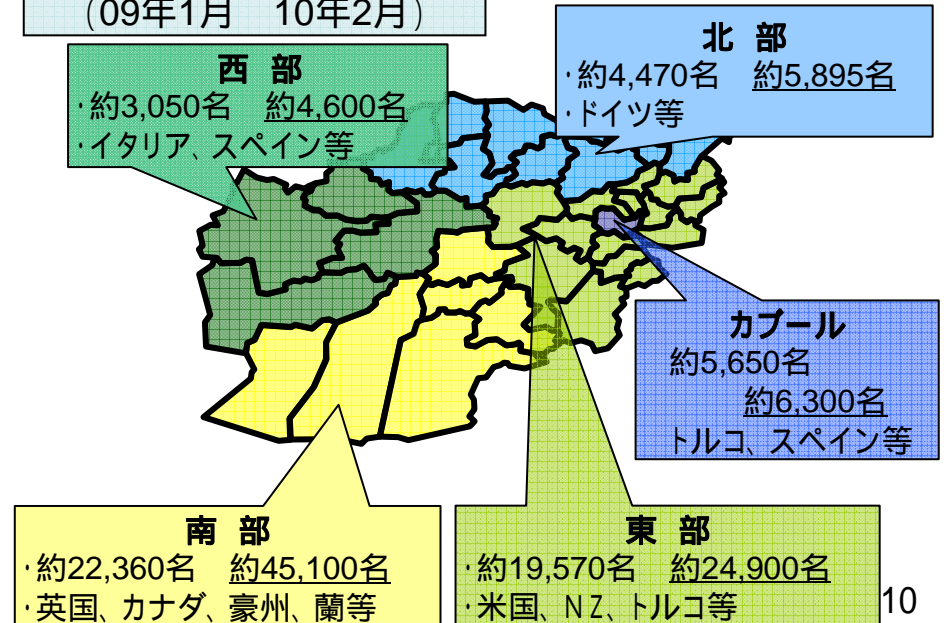 (09年1月　10年2月)
西 部
･約3,050名　約4,600名
･イタリア、スペイン等
北 部
･約4,470名　約5,895名
･ドイツ等
カブール
約5,650名
約6,300名
トルコ、スペイン等
南 部
･約22,360名　約45,100名
･英国、カナダ、豪州、蘭等
東 部
･約19,570名　約24,900名
･米国、NZ、トルコ等
10